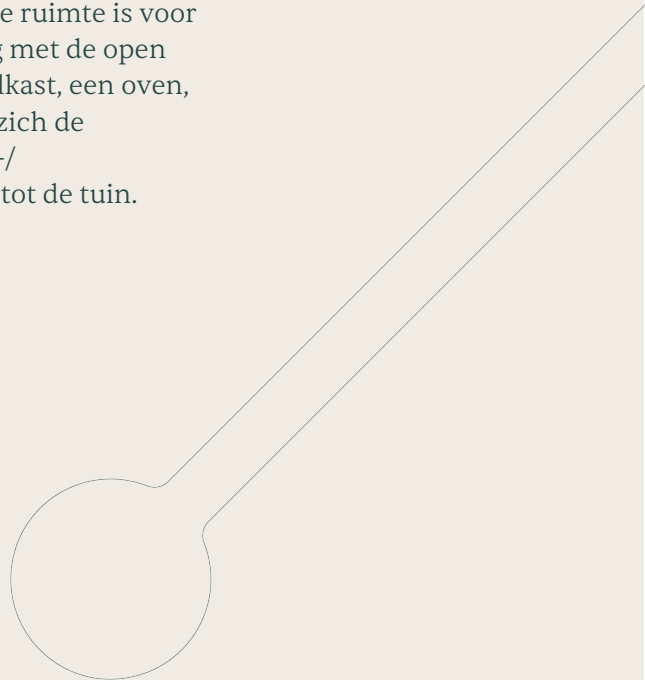 e ruimte is voor
g met de open
lkast, een oven,
zich de
-/
tot de tuin.